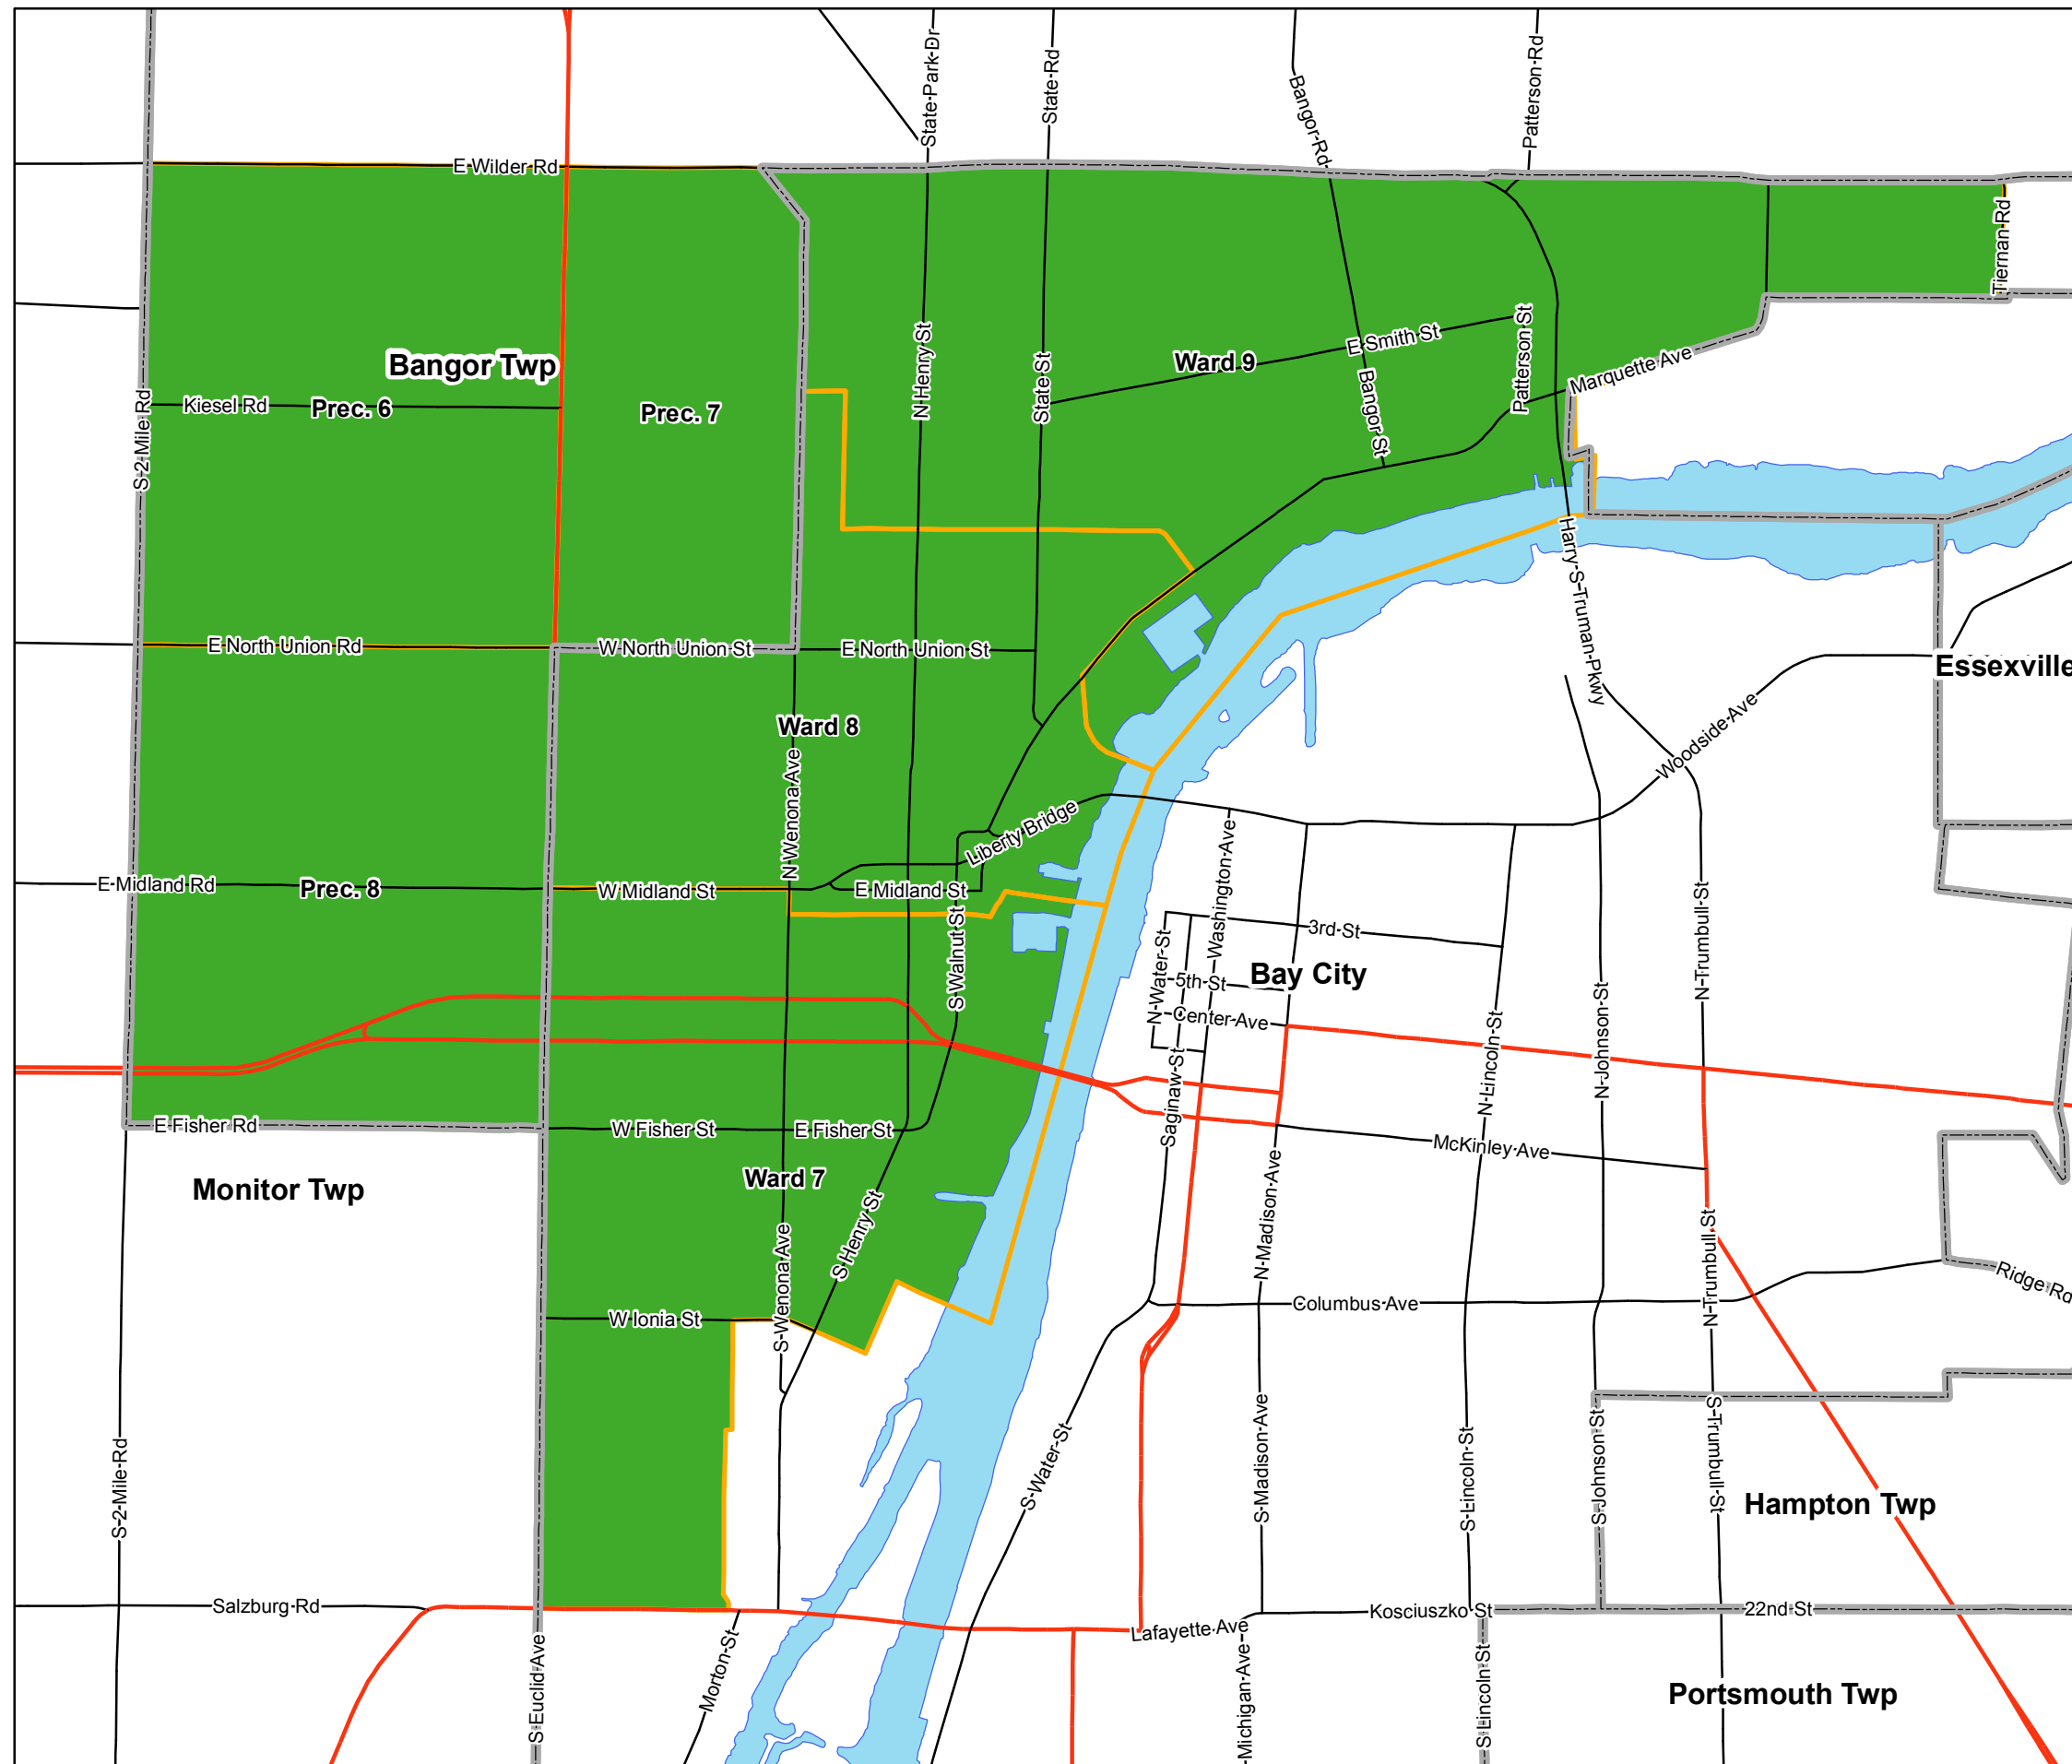 State Park Dr
State Rd
Bangor Rd
Patterson Rd
E Wilder Rd
Tiernan Rd
N Henry St
State St
Ward 9
E Smith St
Patterson St
Marquette Ave
Bangor Twp
Kiesel Rd
Prec. 6
Prec. 7
Bangor St
S 2 Mile Rd
Harry S Truman Pkwy
E North Union Rd
W North Union St
E North Union St
Essexville
Ward 8
N Wenona Ave
Woodside Ave
Liberty Bridge
Washington Ave
E Midland Rd
Prec. 8
W Midland St
E Midland St
S Walnut St
N Water St
3rd St
Bay City
5th St
Center Ave
N Trumbull St
N Lincoln St
N Johnson St
Saginaw St
E Fisher Rd
W Fisher St
E Fisher St
McKinley Ave
Monitor Twp
Ward 7
S Henry St
N Madison Ave
S Wenona Ave
N Trumbull St
Ridge Rd
W Ionia St
Columbus Ave
S 2 Mile Rd
S Water St
S Madison Ave
S Lincoln St
S Johnson St
S Trumbull St
Hampton Twp
Salzburg Rd
Kosciuszko St
22nd St
Lafayette Ave
S Euclid Ave
Morton St
Michigan Ave
S Lincoln St
Portsmouth Twp